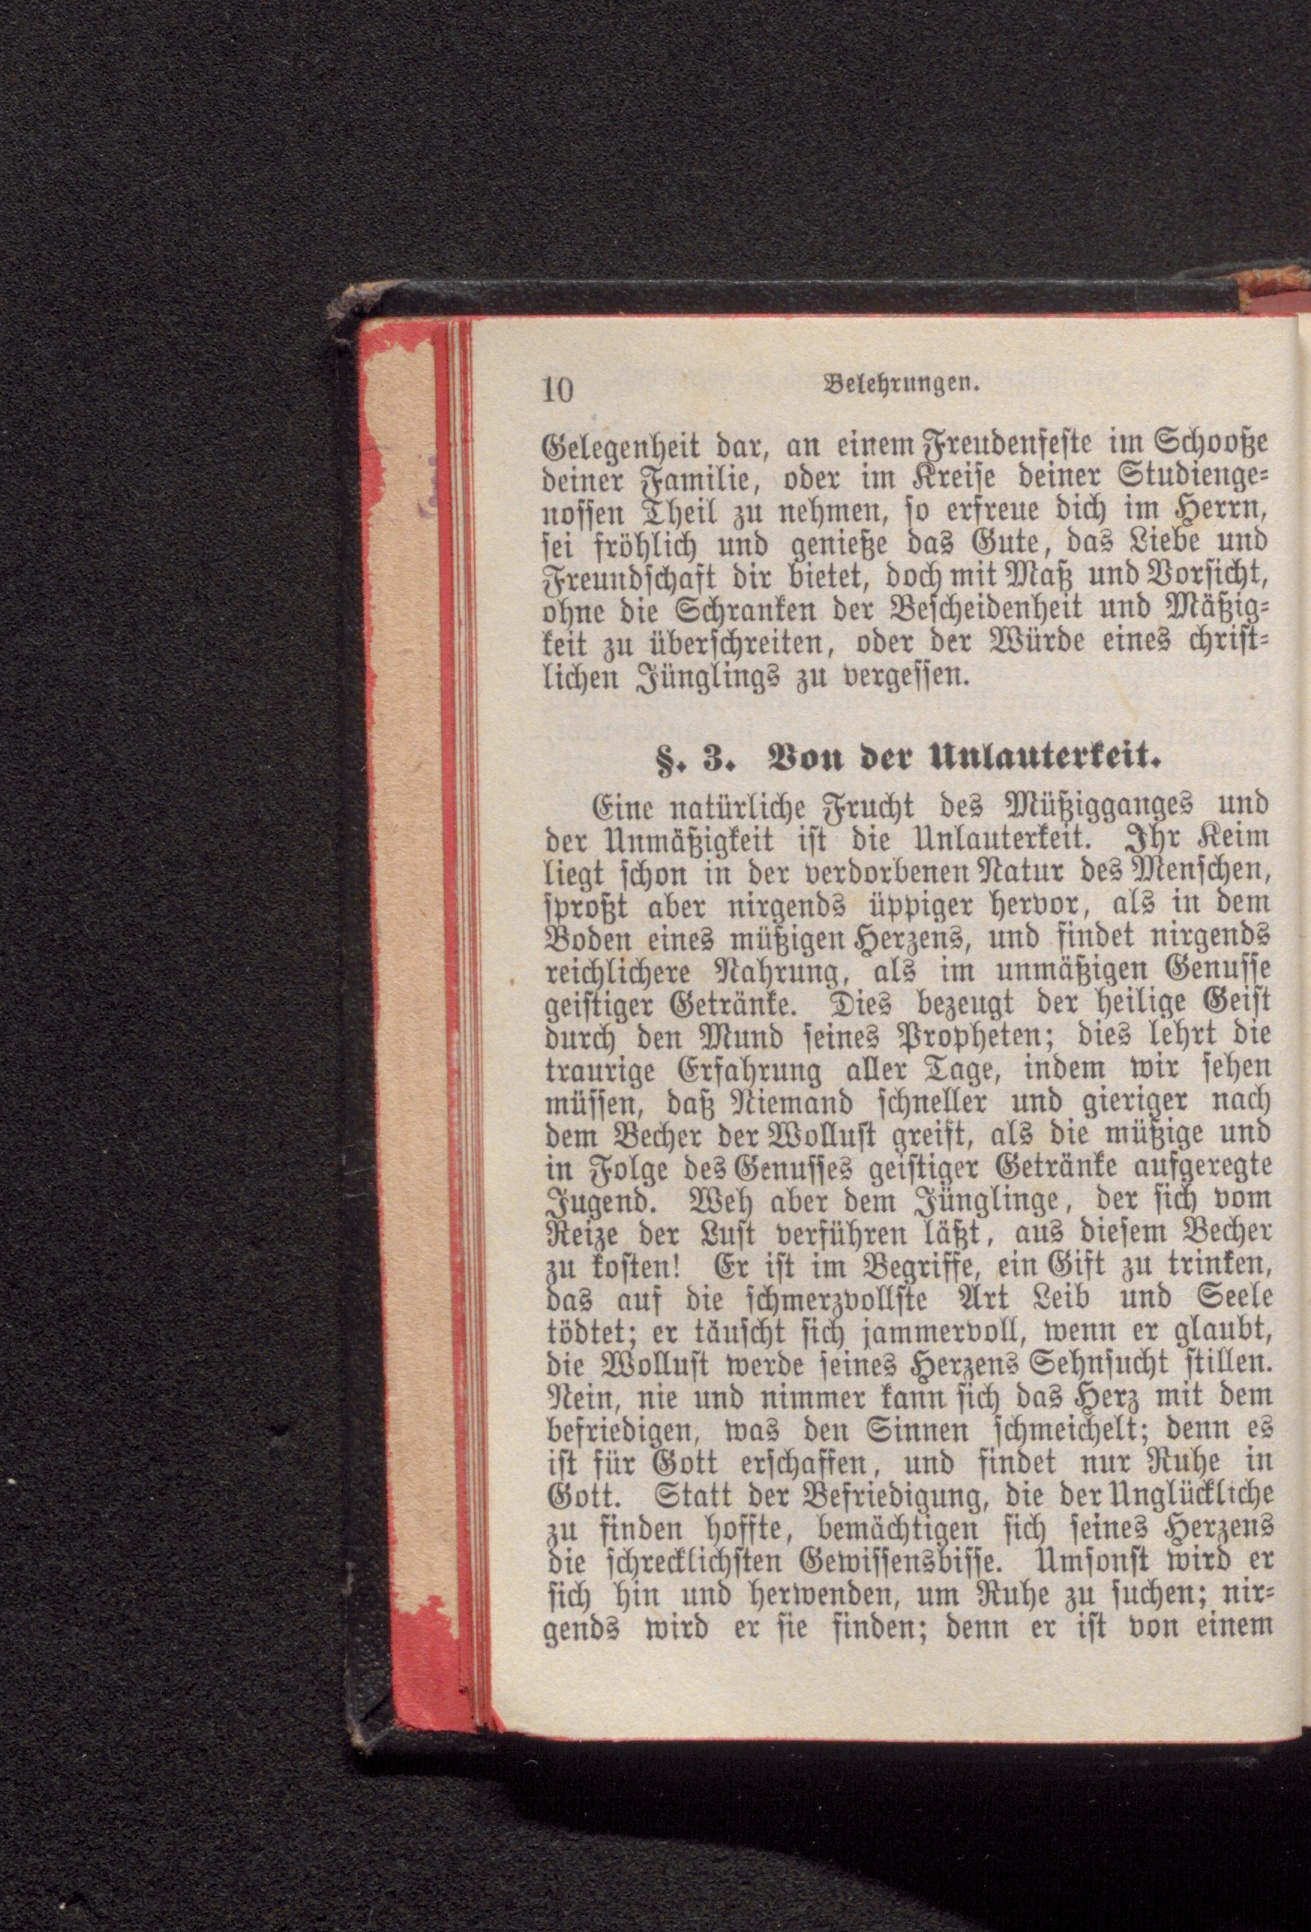 10
Belehrungen.
Gelegenheit dar, an einem Freudenfeste im Schooße
deiner Familie, oder im Kreise deiner Studienge-
nossen Theil zu nehmen, so erfreue dich im Herrn,
sei fröhlich und genieße das Gute, das Liebe und
Freundschaft dir bietet, doch mit Maß und Vorsicht,
ohne die Schranken der Bescheidenheit und Mäßig-
keit zu überschreiten, oder der Würde eines christ-
lichen Jünglings zu vergessen.
§. 3. Von der Unlauterkeit.
Eine natürliche Frucht des Müßigganges und
der Unmäßigkeit ist die Unlauterkeit. Ihr Keim
liegt schon in der verdorbenen Natur des Menschen,
sproßt aber nirgends üppiger hervor, als in dem
Boden eines müßigen Herzens, und findet nirgends
reichlichere Nahrung, als im unmäßigen Genusse
geistiger Getränke. Dies bezeugt der heilige Geist
durch den Mund seines Propheten; dies lehrt die
traurige Erfahrung aller Tage, indem wir sehen
müssen, daß Niemand schneller und gieriger nach
dem Becher der Wollust greift, als die müßige und
in Folge des Genusses geistiger Getränke aufgeregte
Jugend. Weh aber dem Jünglinge, der sich vom
Reize der Lust verführen läßt, aus diesem Becher
zu kosten! Er ist im Begriffe, ein Gift zu trinken,
das auf die schmerzvollste Art Leib und Seele
tödtet; er täuscht sich jammervoll, wenn er glaubt,
die Wollust werde seines Herzens Sehnsucht stillen.
Nein, nie und nimmer kann sich das Herz mit dem
befriedigen, was den Sinnen schmeichelt; denn es
ist für Gott erschaffen, und findet nur Ruhe in
Gott. Statt der Befriedigung, die der Unglückliche
zu finden hoffte, bemächtigen sich seines Herzens
die schrecklichsten Gewissensbisse. Umsonst wird er
sich hin und herwenden, um Ruhe zu suchen; nir-
gends wird er sie finden; denn er ist von einem